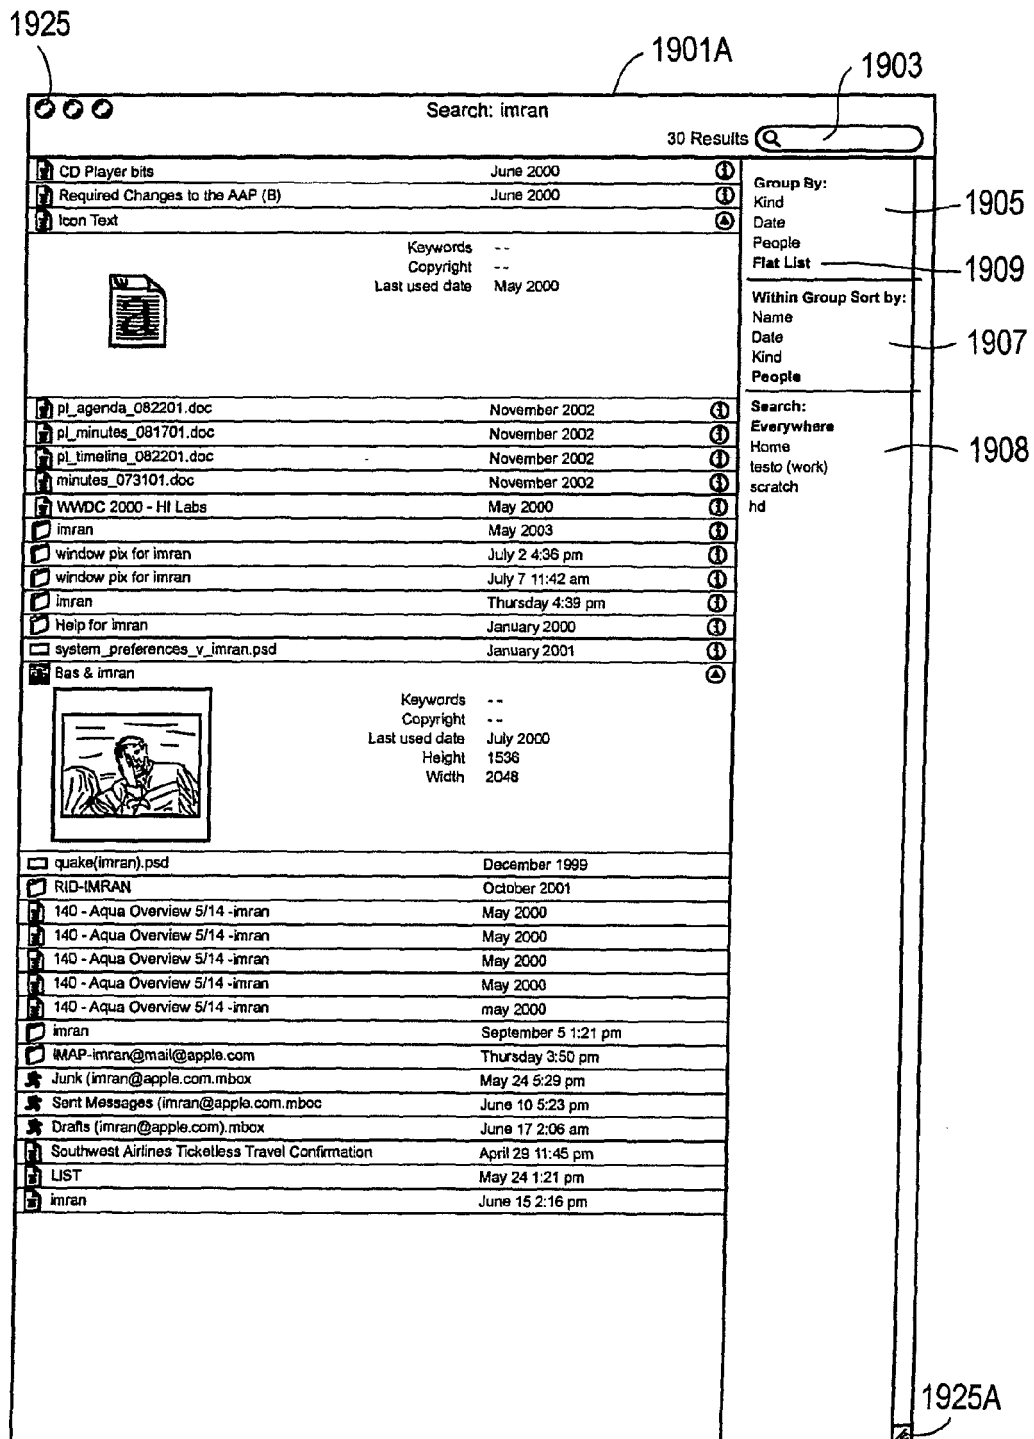 1925
1901A
1903
Search: imran
30 Results
CD Player bits June 2000
Required Changes to the AAP (B) June 2000
Icon Text
Keywords --
Copyright --
Last used date May 2000
a
Group By:
Kind
Date
People
Flat List
1905
1909
Within Group Sort by:
Name
Date
Kind
People
1907
Search:
Everywhere
Home
testo (work)
scratch
hd
1908
pl_agenda_082201.doc November 2002
pl_minutes_081701.doc November 2002
pl_timeline_082201.doc November 2002
minutes_073101.doc November 2002
WWDC 2000 - HI Labs May 2000
imran May 2003
window pix for imran July 2 4:36 pm
window pix for imran July 7 11:42 am
imran Thursday 4:39 pm
Help for imran January 2000
system_preferences_v_imran.psd January 2001
Bas & imran
Keywords --
Copyright --
Last used date July 2000
Height 1536
Width 2048
quake(imran).psd December 1999
RID-IMRAN October 2001
140 - Aqua Overview 5/14 -imran May 2000
140 - Aqua Overview 5/14 -imran May 2000
140 - Aqua Overview 5/14 -imran May 2000
140 - Aqua Overview 5/14 -imran May 2000
140 - Aqua Overview 5/14 -imran may 2000
imran September 5 1:21 pm
IMAP-imran@mail@apple.com Thursday 3:50 pm
Junk (imran@apple.com.mbox May 24 5:29 pm
Sent Messages (imran@apple.com.mboc June 10 5:23 pm
Drafts (imran@apple.com).mbox June 17 2:06 am
Southwest Airlines Ticketless Travel Confirmation April 29 11:45 pm
LIST May 24 1:21 pm
imran June 15 2:16 pm
1925A